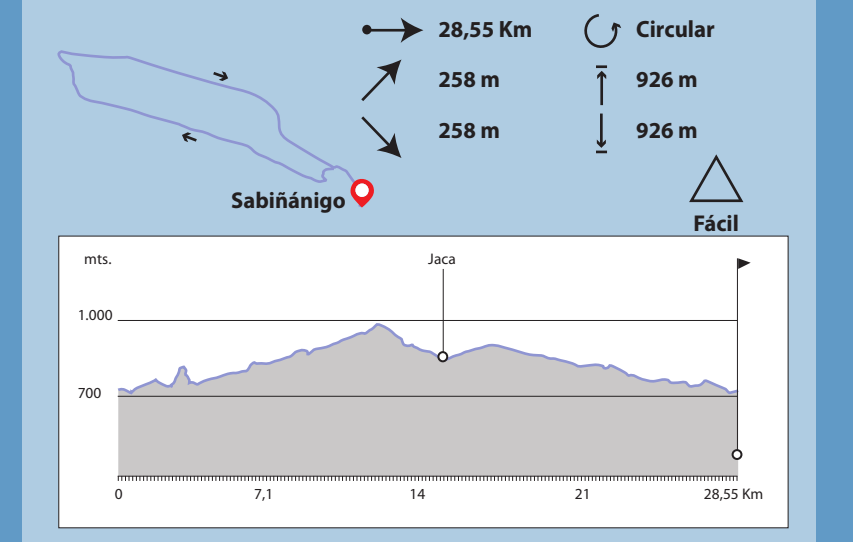 28,55 Km
Circular
258 m
926 m
258 m
926 m
Sabiñánigo
Fácil
mts.
Jaca
1.000
700
0
7,1
14
21
28,55 Km